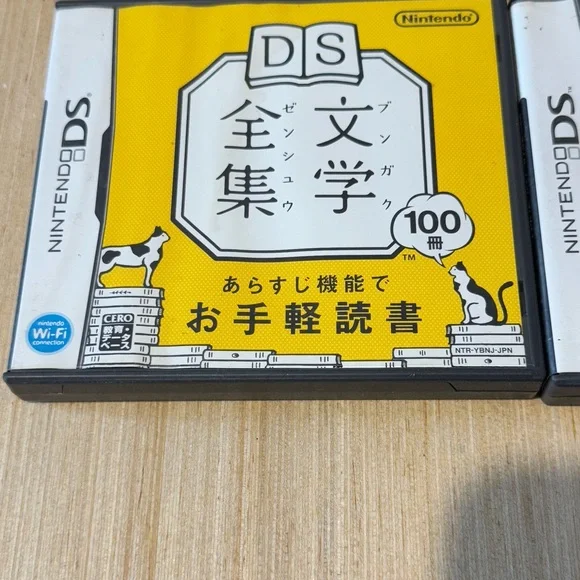 NINTENDO DS™
Nintendo®
DS
文学
ブンガク
全集
ゼンシュウ
™
100
冊
あらすじ機能で
お手軽読書
CERO
教育・
データ
ベース
nintendo
Wi-Fi
connection
NTR-YBNJ-JPN
NINTENDO DS™